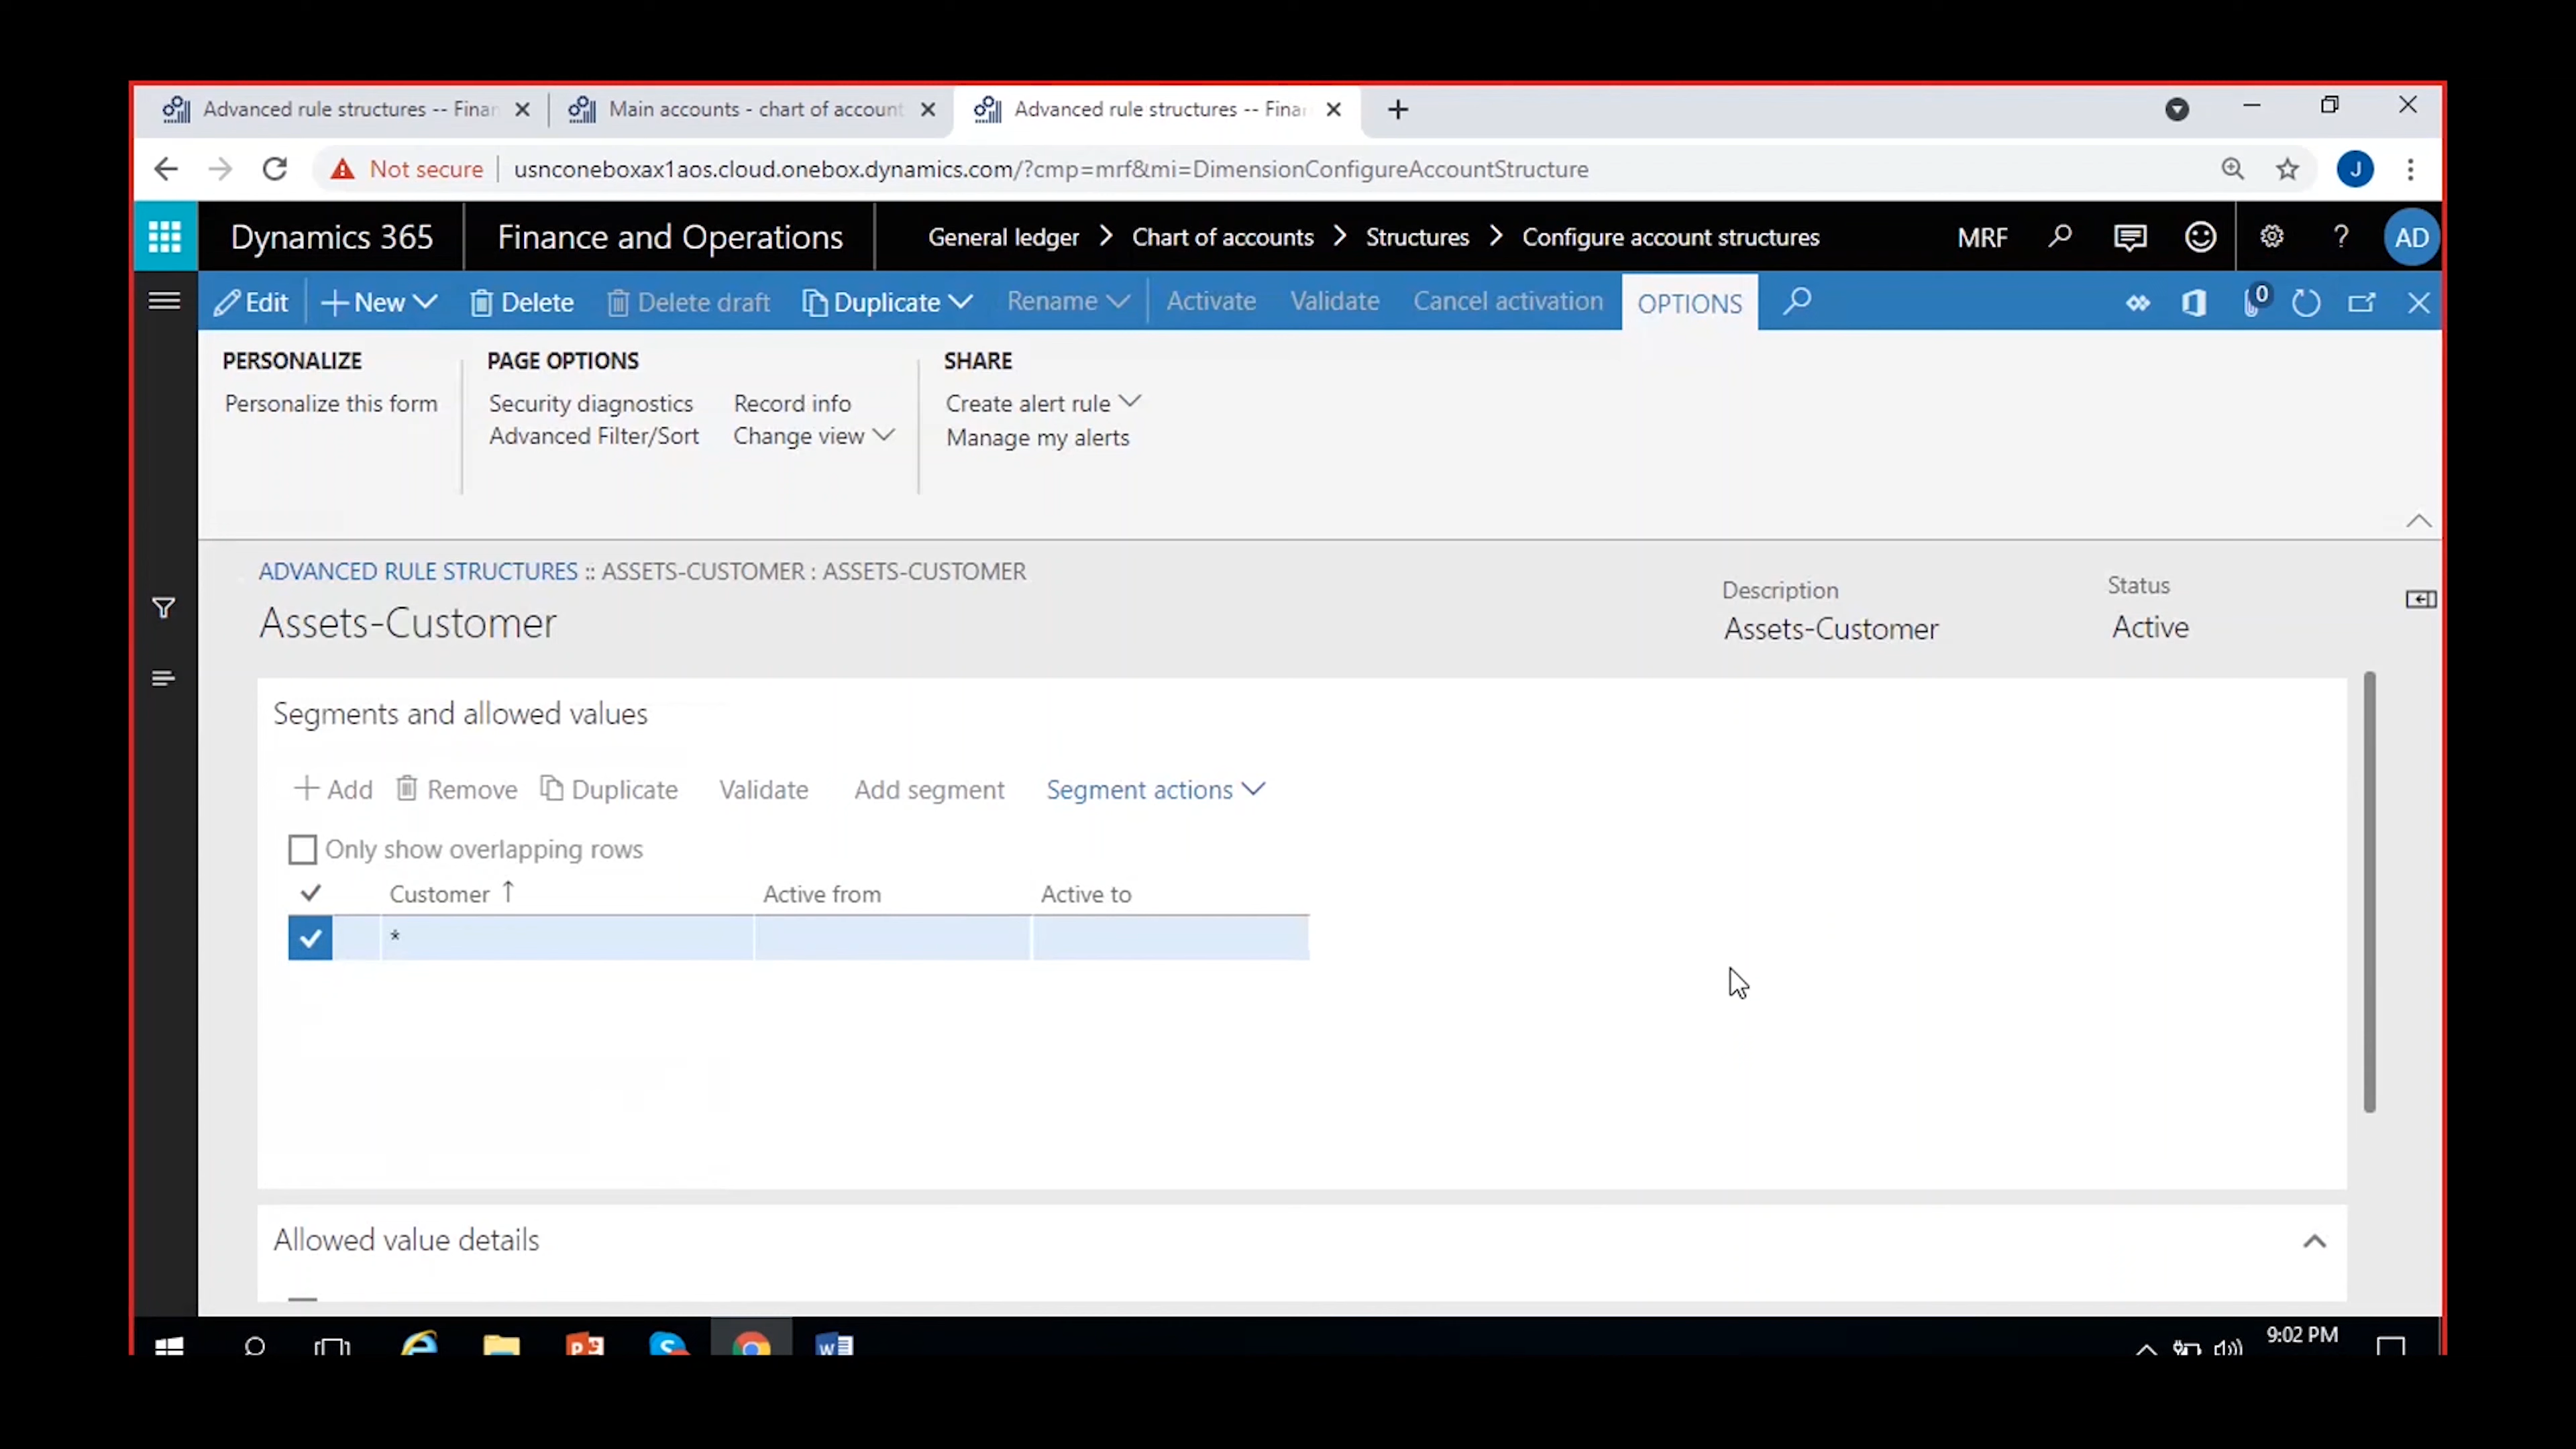 Advanced rule structures -- Finan
Main accounts - chart of account
Advanced rule structures -- Finan
Not secure
usnconeboxax1aos.cloud.onebox.dynamics.com/?cmp=mrf&mi=DimensionConfigureAccountStructure
J
Dynamics 365
Finance and Operations
General ledger > Chart of accounts > Structures > Configure account structures
MRF
?
AD
Edit
+ New
Delete
Delete draft
Duplicate
Rename
Activate
Validate
Cancel activation
OPTIONS
0
PERSONALIZE
Personalize this form
PAGE OPTIONS
Security diagnostics
Advanced Filter/Sort
Record info
Change view
SHARE
Create alert rule
Manage my alerts
ADVANCED RULE STRUCTURES :: ASSETS-CUSTOMER : ASSETS-CUSTOMER
Assets-Customer
Description
Assets-Customer
Status
Active
Segments and allowed values
+ Add
Remove
Duplicate
Validate
Add segment
Segment actions
Only show overlapping rows
Customer ↑
Active from
Active to
*
Allowed value details
9:02 PM